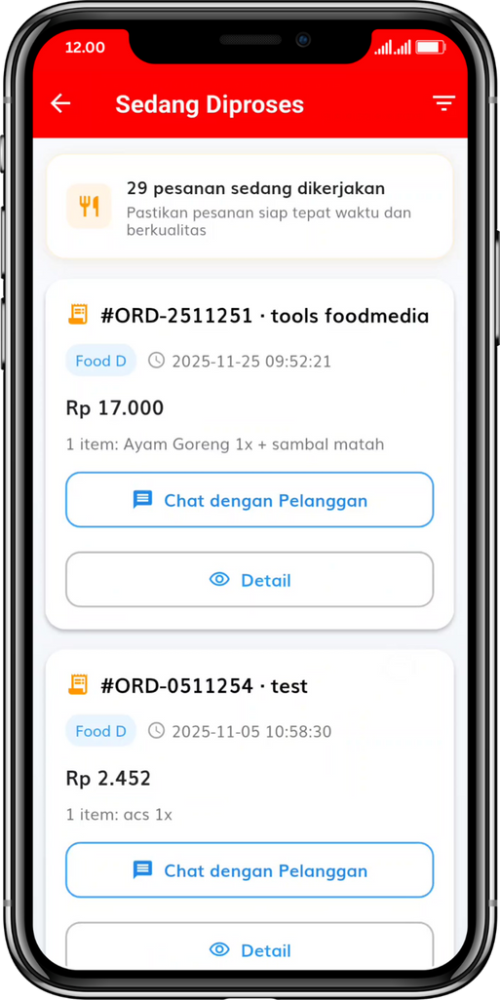 12.00
Sedang Diproses
29 pesanan sedang dikerjakan
Pastikan pesanan siap tepat waktu dan
berkualitas
#ORD-2511251 · tools foodmedia
Food D 2025-11-25 09:52:21
Rp 17.000
1 item: Ayam Goreng 1x + sambal matah
Chat dengan Pelanggan
Detail
#ORD-0511254 · test
Food D 2025-11-05 10:58:30
Rp 2.452
1 item: acs 1x
Chat dengan Pelanggan
Detail